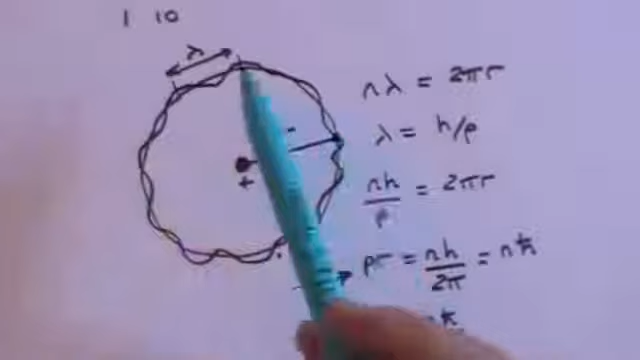 1 10
λ
nλ = 2πr
λ = h/p
+
-
nh/p = 2πr
pr = nh/2π = nħ
ħ